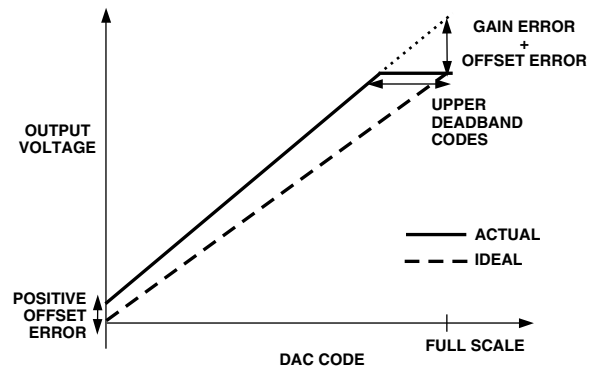 GAIN ERROR
+
OFFSET ERROR
UPPER
DEADBAND
CODES
OUTPUT
VOLTAGE
ACTUAL
IDEAL
POSITIVE
OFFSET
ERROR
DAC CODE
FULL SCALE